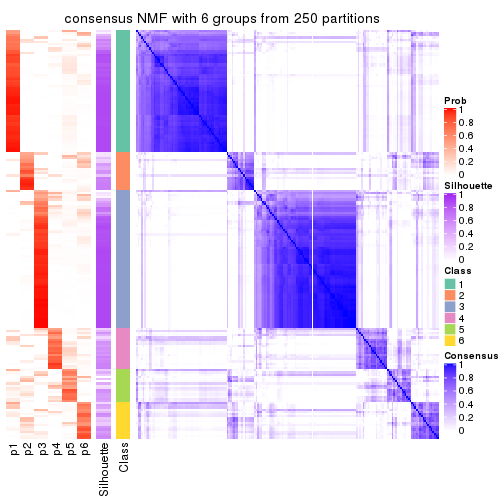 consensus NMF with 6 groups from 250 partitions
Prob
1
0.8
0.6
0.4
0.2
0
Silhouette
1
0.8
0.6
0.4
0.2
0
Class
1
2
3
4
5
6
Consensus
1
0.8
0.6
0.4
0.2
0
p1
p2
p3
p4
p5
p6
Silhouette
Class